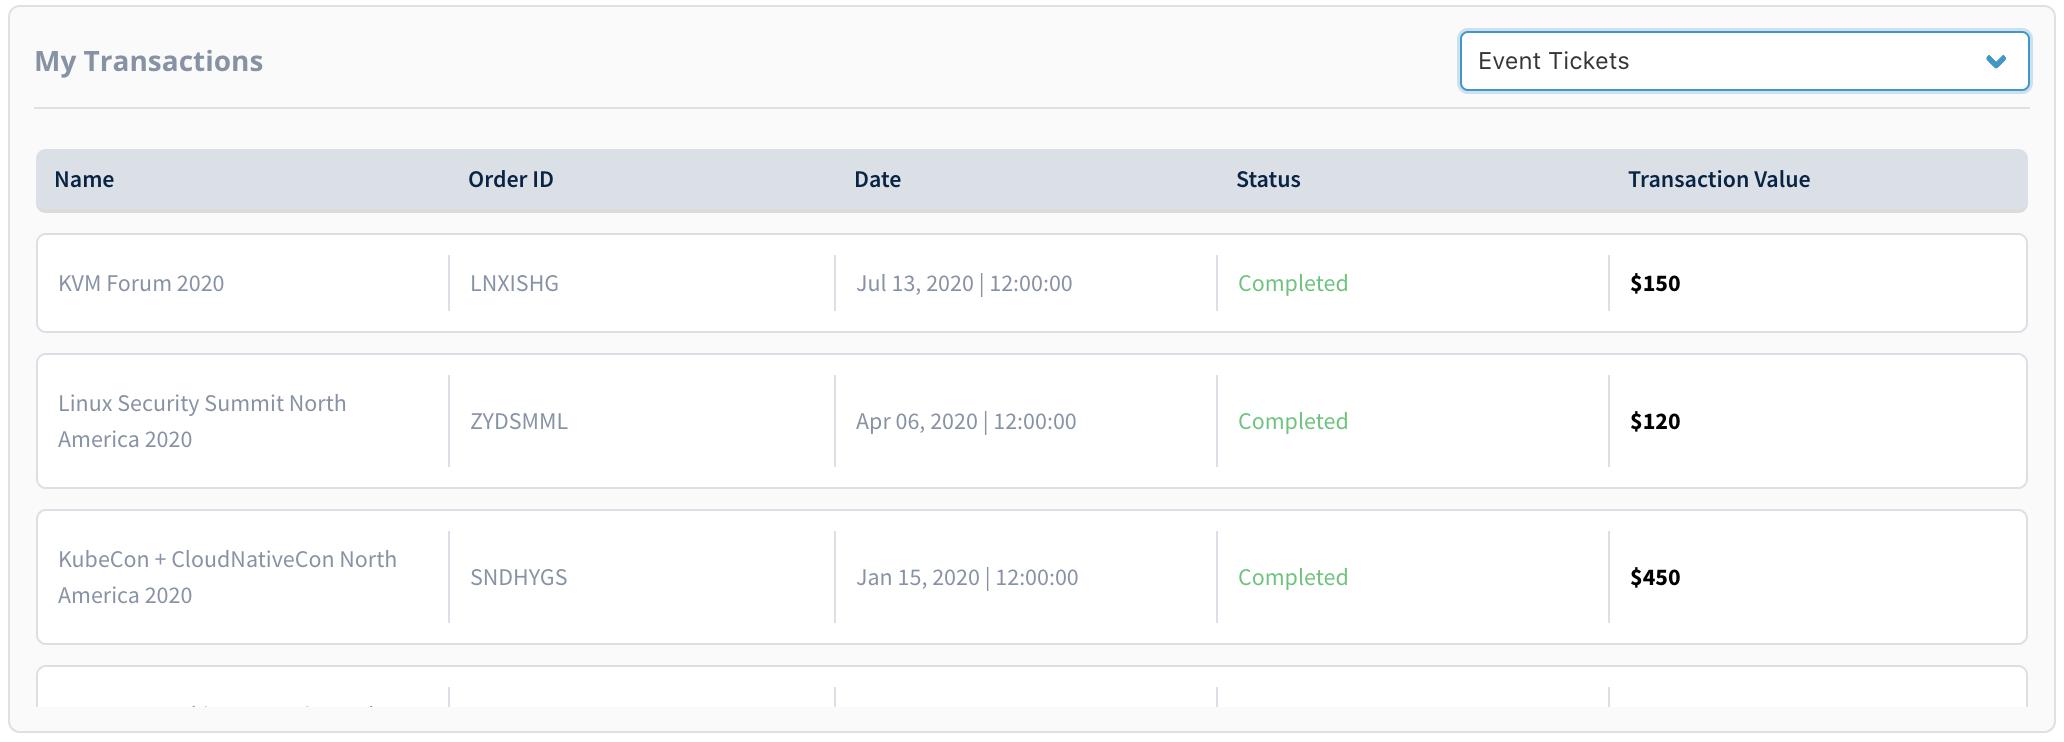 My Transactions
Event Tickets
Name Order ID Date Status Transaction Value
KVM Forum 2020 LNXISHG Jul 13, 2020 | 12:00:00 Completed $150
Linux Security Summit North
America 2020 ZYDSMML Apr 06, 2020 | 12:00:00 Completed $120
KubeCon + CloudNativeCon North
America 2020 SNDHYGS Jan 15, 2020 | 12:00:00 Completed $450